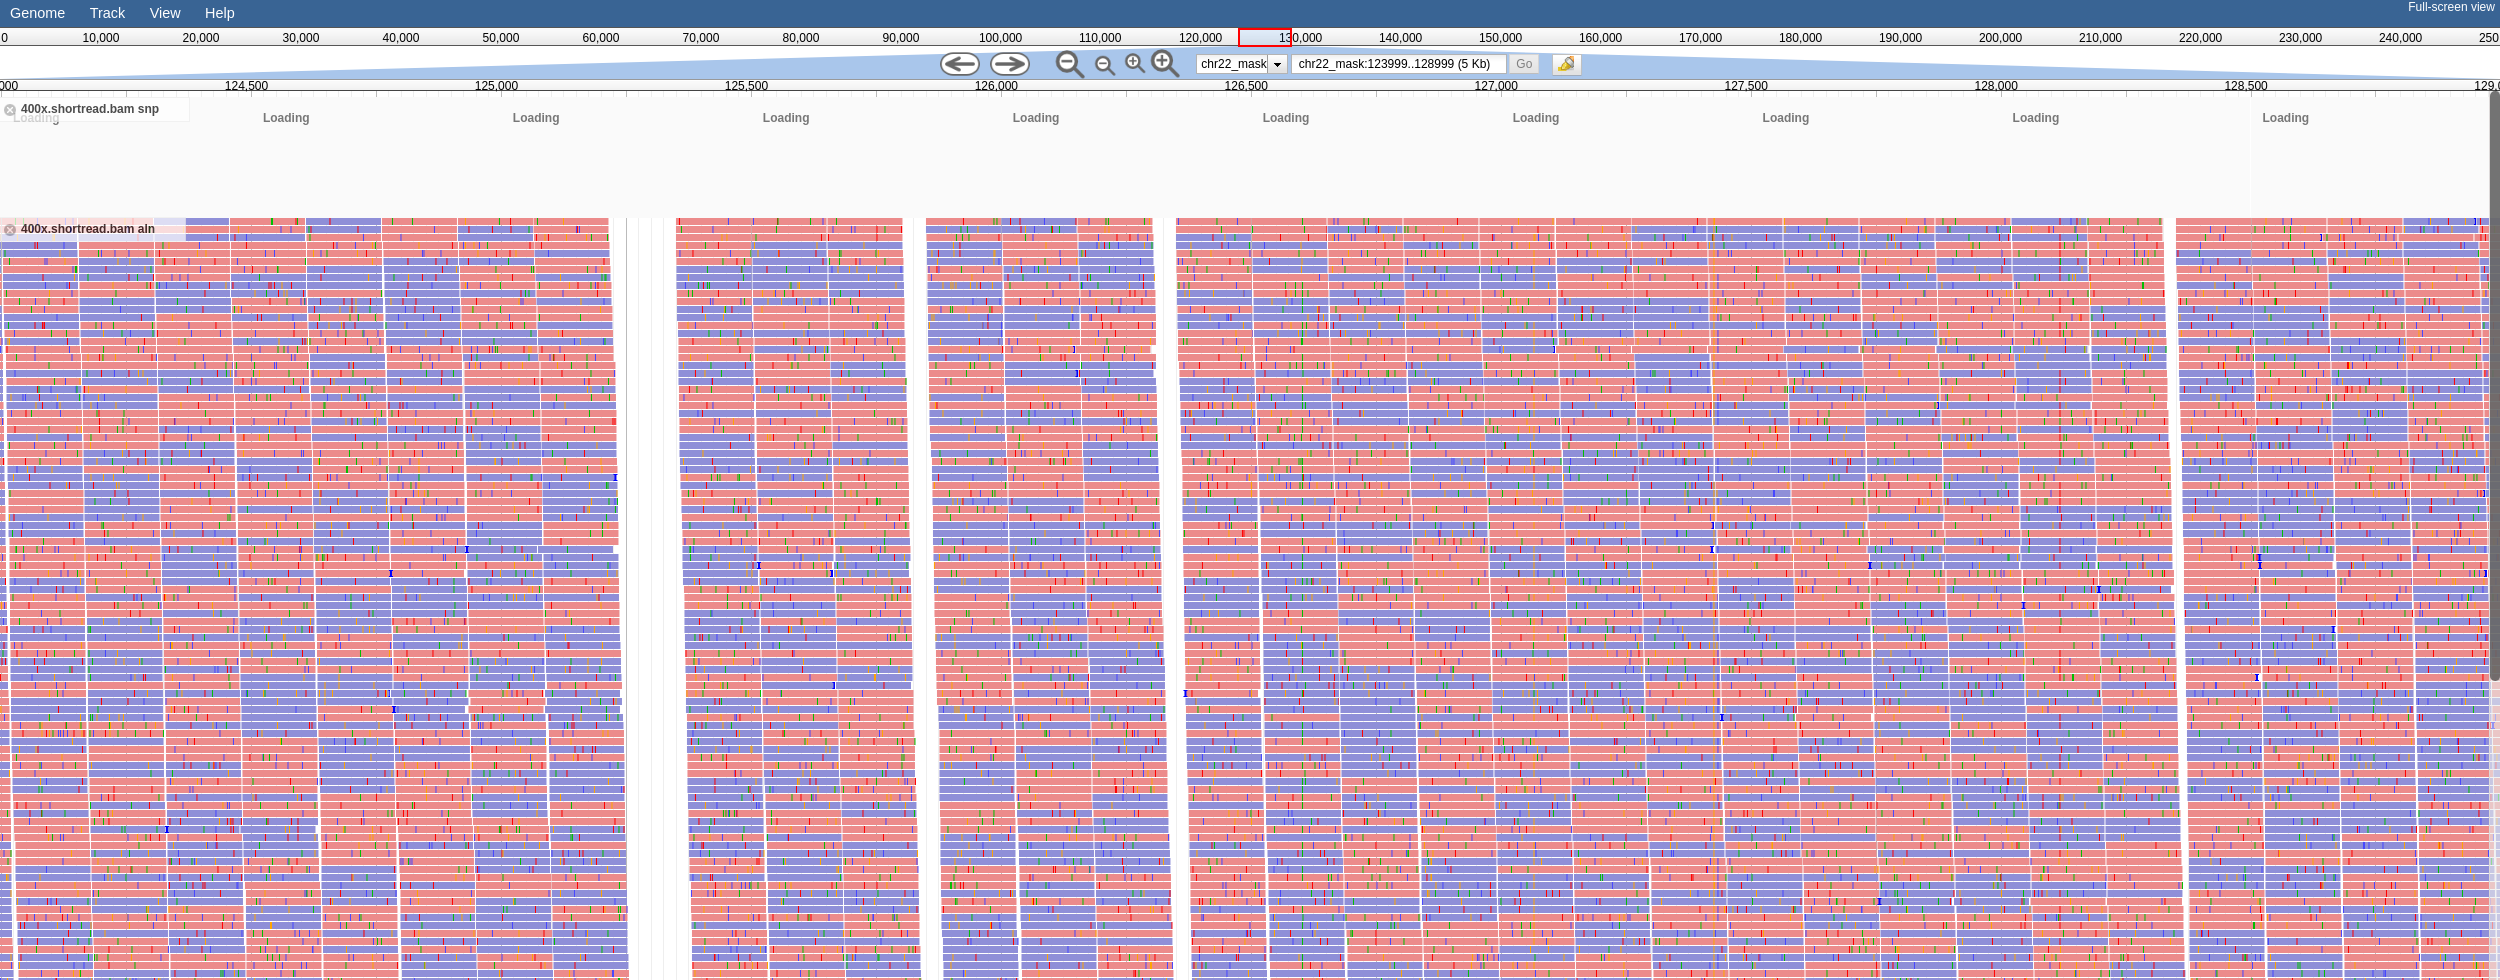 Genome Track View Help Full-screen view
0 10,000 20,000 30,000 40,000 50,000 60,000 70,000 80,000 90,000 100,000 110,000 120,000 130,000 140,000 150,000 160,000 170,000 180,000 190,000 200,000 210,000 220,000 230,000 240,000 250
chr22_mask chr22_mask:123999..128999 (5 Kb) Go
000 124,500 125,000 125,500 126,000 126,500 127,000 127,500 128,000 128,500 129,0
400x.shortread.bam snp
Loading Loading Loading Loading Loading Loading Loading Loading Loading Loading
400x.shortread.bam aln